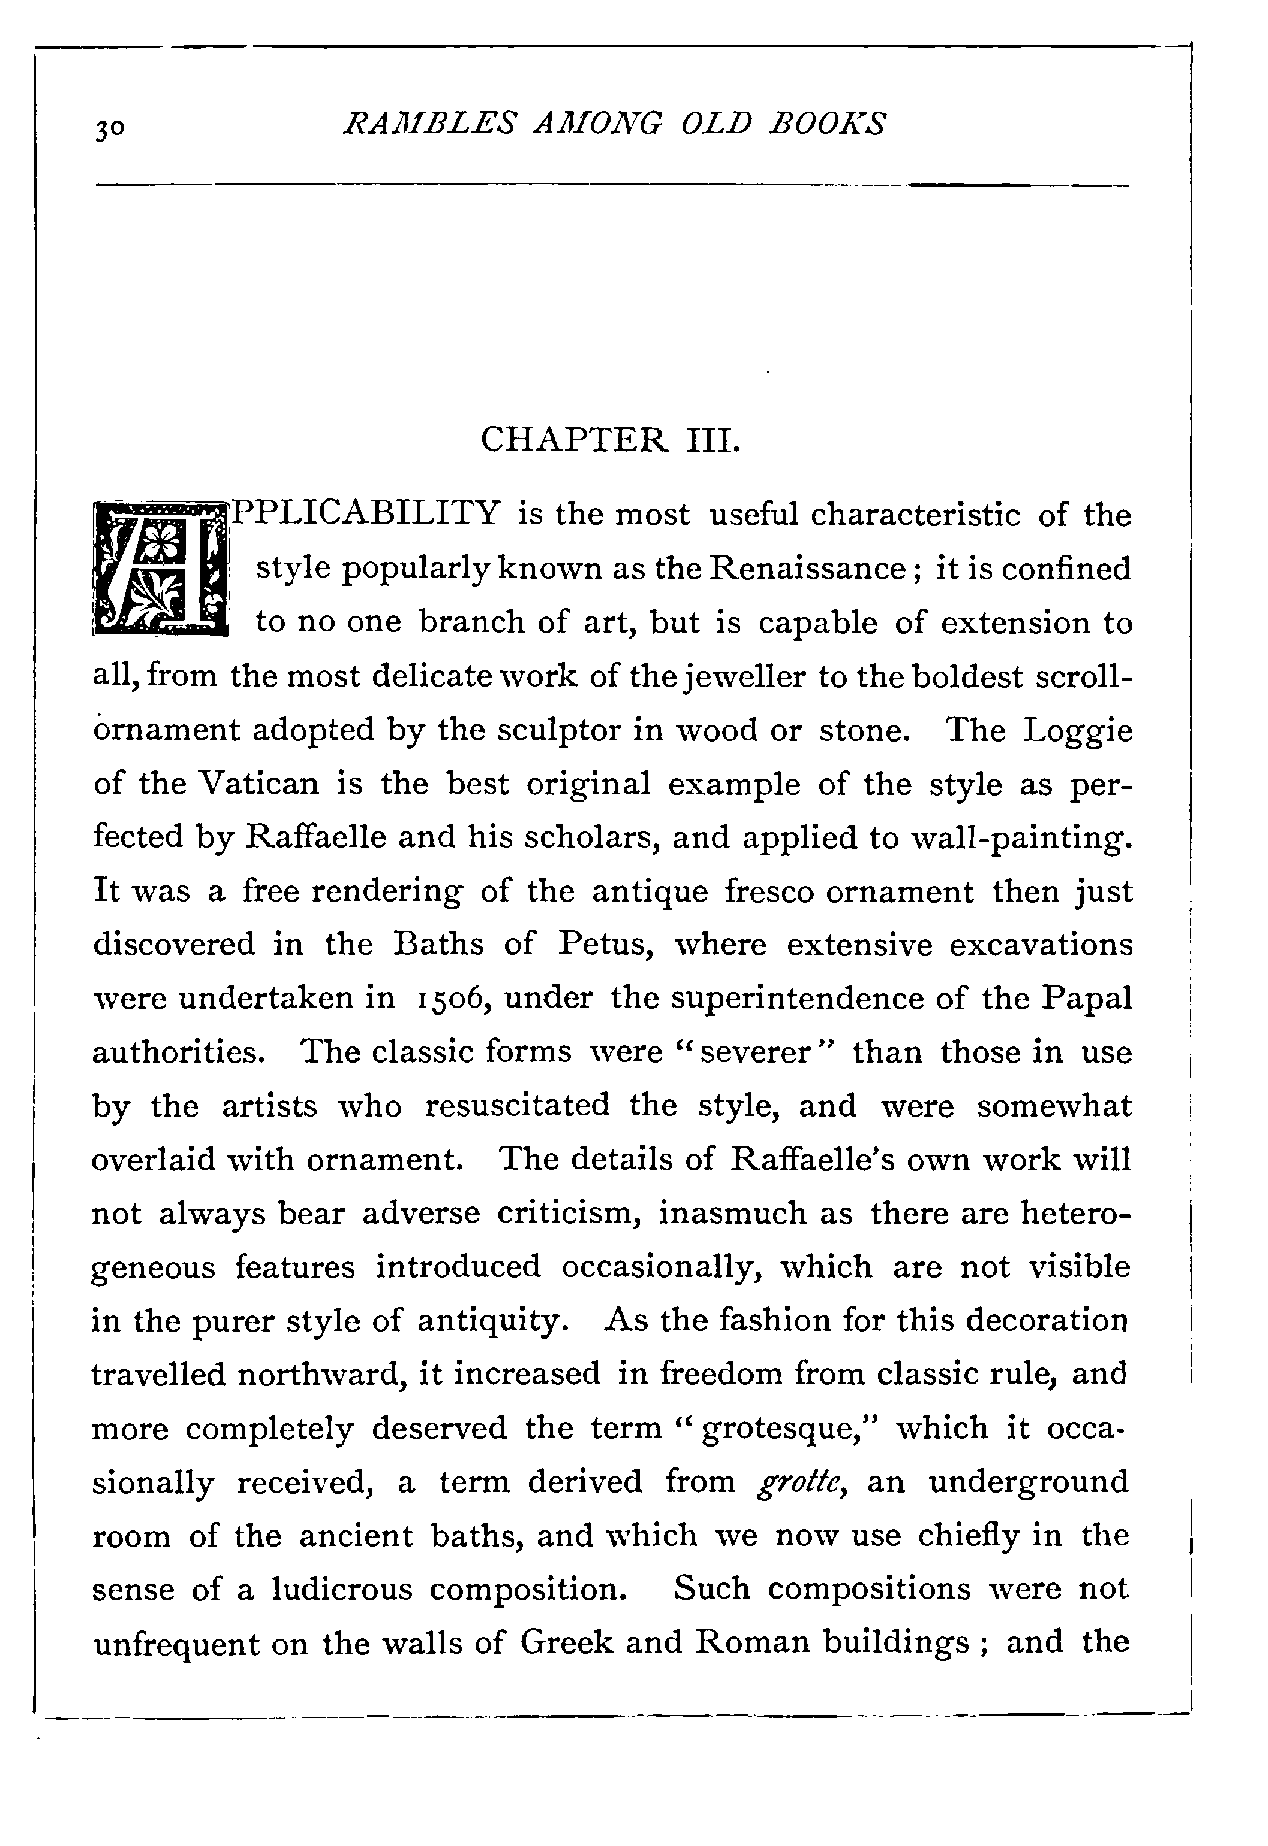 30 RAMBLES AMONG OLD BOOKS
CHAPTER III.
APPLICABILITY is the most useful characteristic of the
style popularly known as the Renaissance; it is confined
to no one branch of art, but is capable of extension to
all, from the most delicate work of the jeweller to the boldest scroll-
ornament adopted by the sculptor in wood or stone. The Loggie
of the Vatican is the best original example of the style as per-
fected by Raffaelle and his scholars, and applied to wall-painting.
It was a free rendering of the antique fresco ornament then just
discovered in the Baths of Petus, where extensive excavations
were undertaken in 1506, under the superintendence of the Papal
authorities. The classic forms were “severer” than those in use
by the artists who resuscitated the style, and were somewhat
overlaid with ornament. The details of Raffaelle's own work will
not always bear adverse criticism, inasmuch as there are hetero-
geneous features introduced occasionally, which are not visible
in the purer style of antiquity. As the fashion for this decoration
travelled northward, it increased in freedom from classic rule, and
more completely deserved the term “grotesque,” which it occa-
sionally received, a term derived from grotte, an underground
room of the ancient baths, and which we now use chiefly in the
sense of a ludicrous composition. Such compositions were not
unfrequent on the walls of Greek and Roman buildings; and the